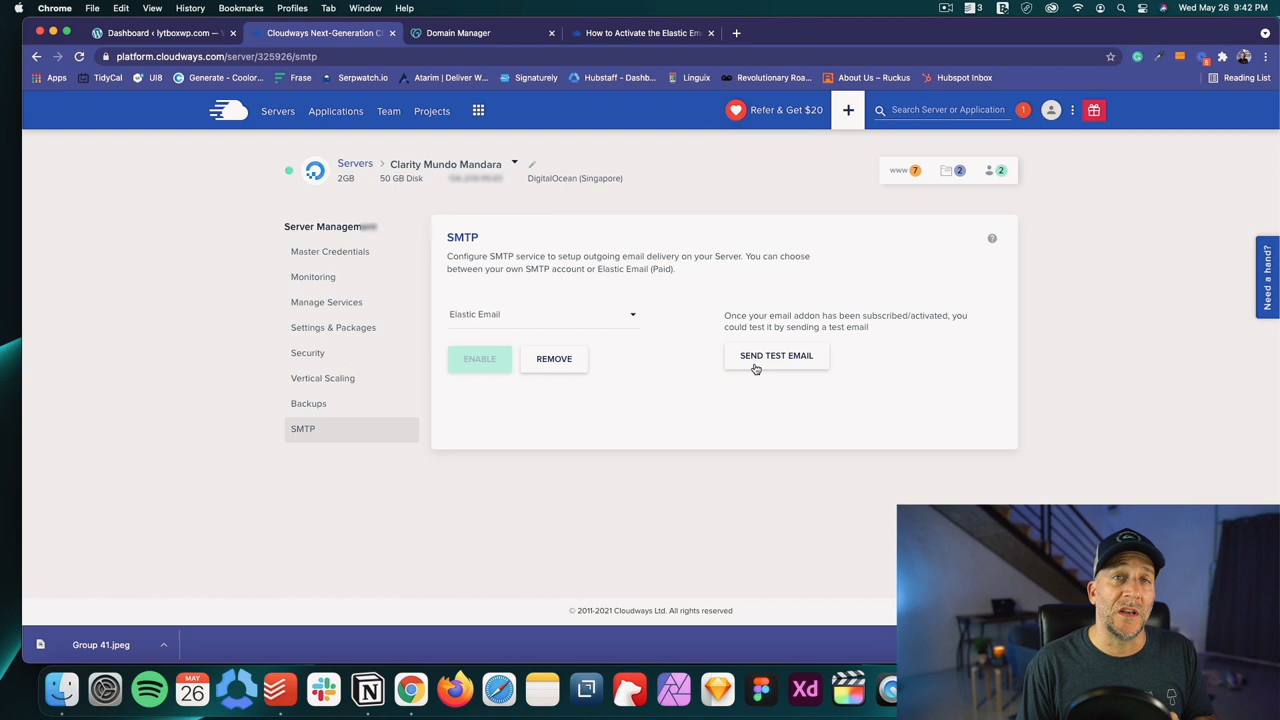 Chrome File Edit View History Bookmarks Profiles Tab Window Help
3 Wed May 26 9:42 PM
Dashboard ‹ lytboxwp.com —
Cloudways Next-Generation C
Domain Manager
How to Activate the Elastic Em
platform.cloudways.com/server/325926/smtp
Apps TidyCal UI8 Generate - Coolor... Frase Serpwatch.io Atarim | Deliver W... Signaturely Hubstaff - Dashb... Linguix Revolutionary Roa... About Us – Ruckus Hubspot Inbox Reading List
Servers Applications Team Projects Refer & Get $20 + Search Server or Application 1
Servers > Clarity Mundo Mandara
2GB 50 GB Disk DigitalOcean (Singapore)
www 7 2 2
Server Managem
Master Credentials
Monitoring
Manage Services
Settings & Packages
Security
Vertical Scaling
Backups
SMTP
SMTP
Configure SMTP service to setup outgoing email delivery on your Server. You can choose
between your own SMTP account or Elastic Email (Paid).
Elastic Email
ENABLE REMOVE
Once your email addon has been subscribed/activated, you
could test it by sending a test email
SEND TEST EMAIL
Need a hand?
© 2011-2021 Cloudways Ltd. All rights reserved
Group 41.jpeg
MAY
26
Xd